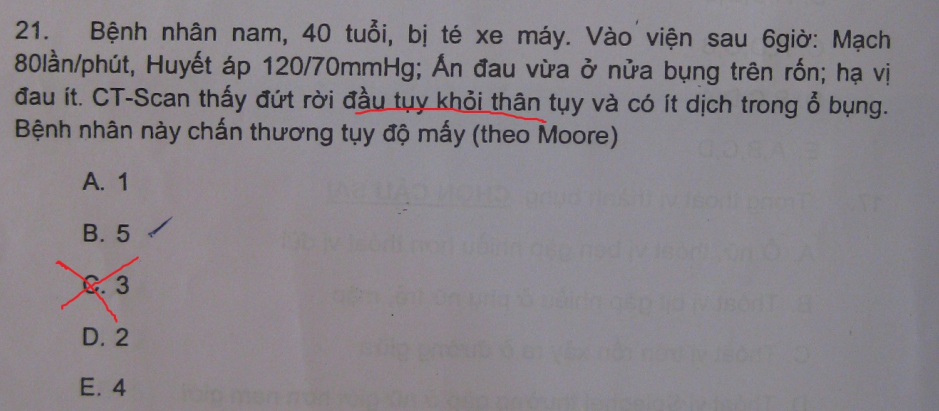 21. Bệnh nhân nam, 40 tuổi, bị té xe máy. Vào viện sau 6giờ: Mạch
80lần/phút, Huyết áp 120/70mmHg; Ấn đau vừa ở nửa bụng trên rốn; hạ vị
đau ít. CT-Scan thấy đứt rời đầu tụy khỏi thân tụy và có ít dịch trong ổ bụng.
Bệnh nhân này chấn thương tụy độ mấy (theo Moore)
A. 1
B. 5
C. 3
D. 2
E. 4